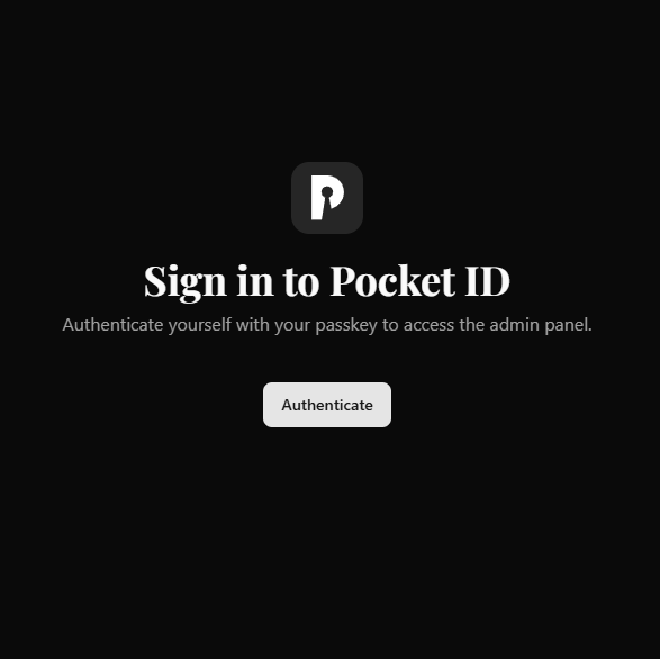 Sign in to Pocket ID
Authenticate yourself with your passkey to access the admin panel.
Authenticate